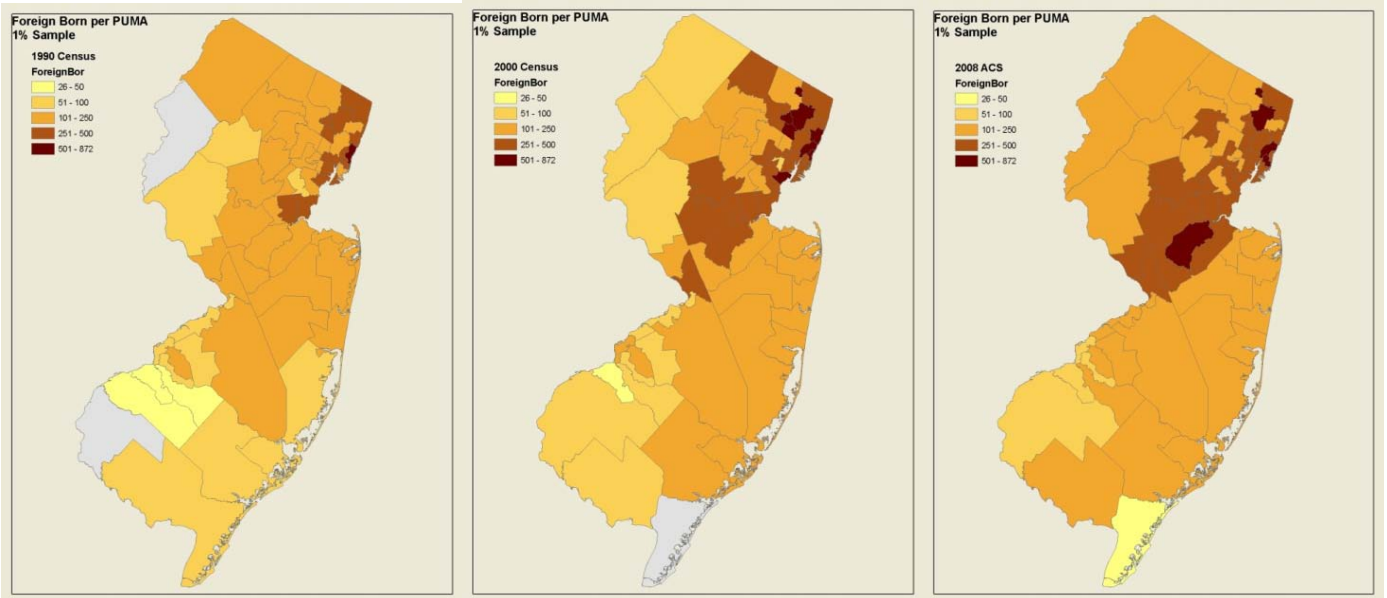 Foreign Born per PUMA
1% Sample
1990 Census
ForeignBor
26 - 50
51 - 100
101 - 250
251 - 500
501 - 872
Foreign Born per PUMA
1% Sample
2000 Census
ForeignBor
26 - 50
51 - 100
101 - 250
251 - 500
501 - 872
Foreign Born per PUMA
1% Sample
2008 ACS
ForeignBor
26 - 50
51 - 100
101 - 250
251 - 500
501 - 872